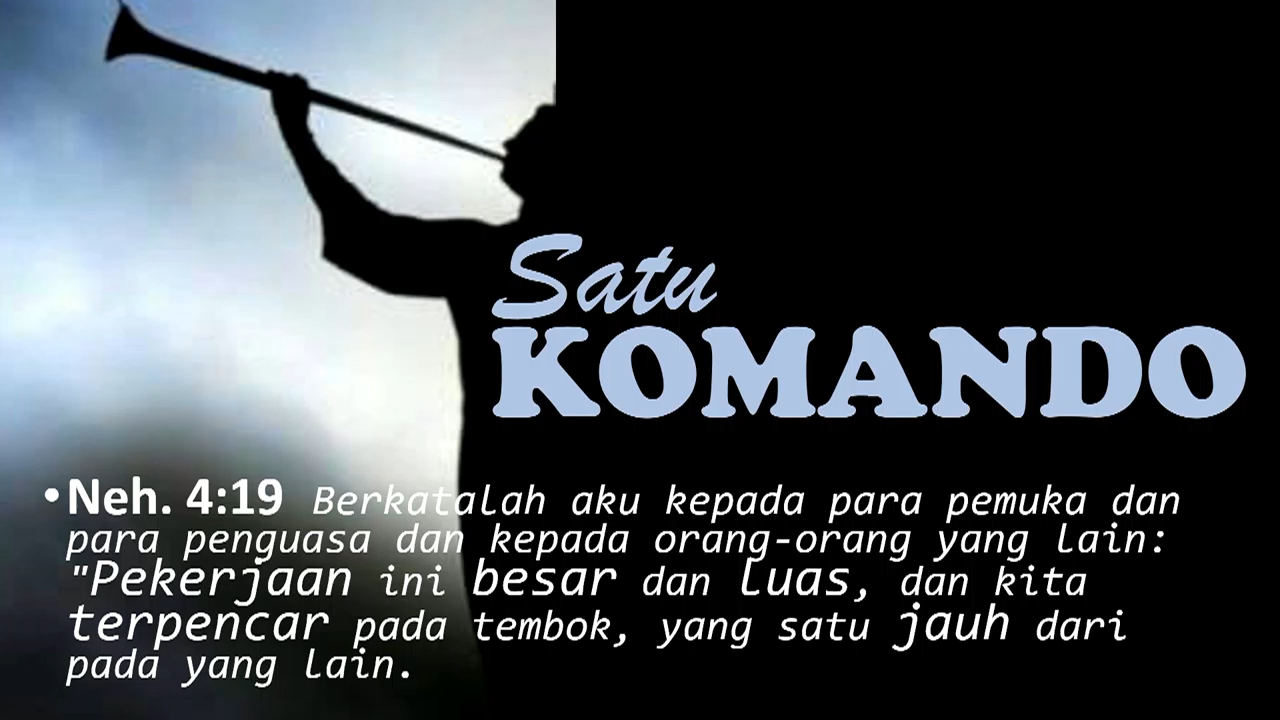 Satu
KOMANDO
•Neh. 4:19 Berkatalah aku kepada para pemuka dan
para penguasa dan kepada orang-orang yang lain:
"Pekerjaan ini besar dan luas, dan kita
terpencar pada tembok, yang satu jauh dari
pada yang lain.